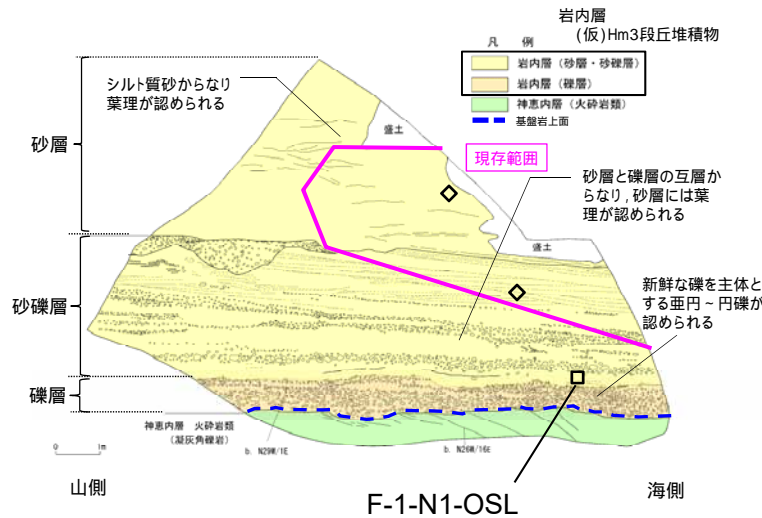 岩内層
(仮)Hm3段丘堆積物
凡 例
岩内層 (砂層・砂礫層)
岩内層 (礫層)
神恵内層 (火砕岩類)
基盤岩上面
シルト質砂からなり
葉理が認められる
盛土
現存範囲
砂層と礫層の互層か
らなり，砂層には葉
理が認められる
盛土
新鮮な礫を主体と
する亜円～円礫が
認められる
砂層
砂礫層
礫層
神恵内層 火砕岩類
(凝灰角礫岩)
b. N29W/1E
b. N26W/16E
0 1m
山側
海側
F-1-N1-OSL